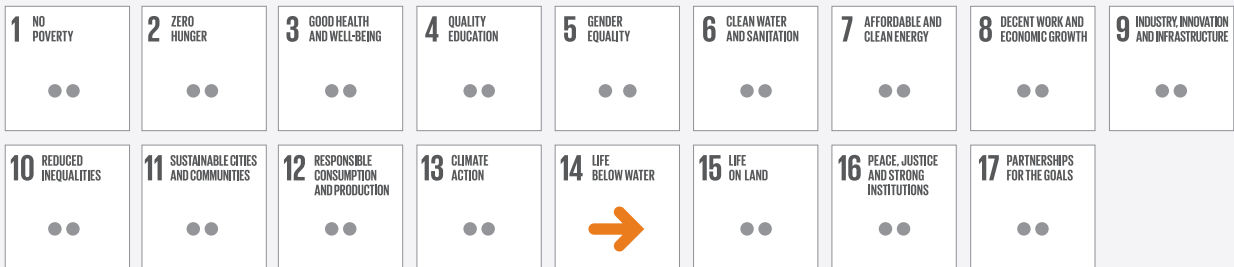 1 NO
POVERTY
2 ZERO
HUNGER
3 GOOD HEALTH
AND WELL-BEING
4 QUALITY
EDUCATION
5 GENDER
EQUALITY
6 CLEAN WATER
AND SANITATION
7 AFFORDABLE AND
CLEAN ENERGY
8 DECENT WORK AND
ECONOMIC GROWTH
9 INDUSTRY, INNOVATION
AND INFRASTRUCTURE
10 REDUCED
INEQUALITIES
11 SUSTAINABLE CITIES
AND COMMUNITIES
12 RESPONSIBLE
CONSUMPTION
AND PRODUCTION
13 CLIMATE
ACTION
14 LIFE
BELOW WATER
15 LIFE
ON LAND
16 PEACE, JUSTICE
AND STRONG
INSTITUTIONS
17 PARTNERSHIPS
FOR THE GOALS